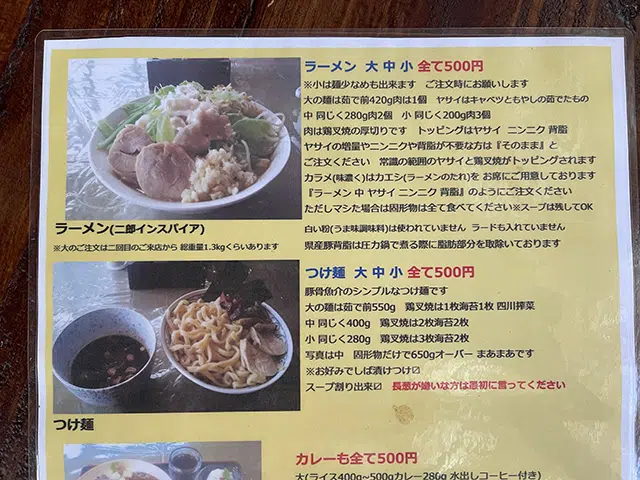 ラーメン 大 中 小 全て500円
※小は麺少なめも出来ます ご注文時にお願いします
大の麺は茹で前420g肉は1個 ヤサイはキャベツともやしの茹でたもの
中 同じく280g肉2個 小 同じく200g肉3個
肉は鶏叉焼の厚切りです トッピングはヤサイ ニンニク 背脂
ヤサイの増量やニンニクや背脂が不要な方は『そのまま』と
ご注文ください 常識の範囲のヤサイと鶏叉焼がトッピングされます
カラメ(味濃く)はカエシ(ラーメンのたれ)を お席にご用意しております
『ラーメン 中 ヤサイ ニンニク 背脂』のようにご注文ください
ただしマシた場合は固形物は全て食べてください※スープは残してOK
白い粉(うま味調味料)は使われていません ラードも入れていません
県産豚背脂は圧力鍋で煮る際に脂肪部分を取除いております
ラーメン(二郎インスパイア)
※大のご注文は二回目のご来店から 総重量1.3kgくらいあります
つけ麺 大 中 小 全て500円
豚骨魚介のシンプルなつけ麺です
大の麺は茹で前550g 鶏叉焼は1枚海苔1枚 四川搾菜
中 同じく400g 鶏叉焼は2枚海苔2枚
小 同じく280g 鶏叉焼は3枚海苔2枚
写真は中 固形物だけで650gオーバー まあまあです
※お好みでしば漬けつけ☑
スープ割り出来☑ 長葱が嫌いな方は最初に言ってください
つけ麺
カレーも全て500円
大(ライス400g~500gカレー280g 水出しコーヒー付き)